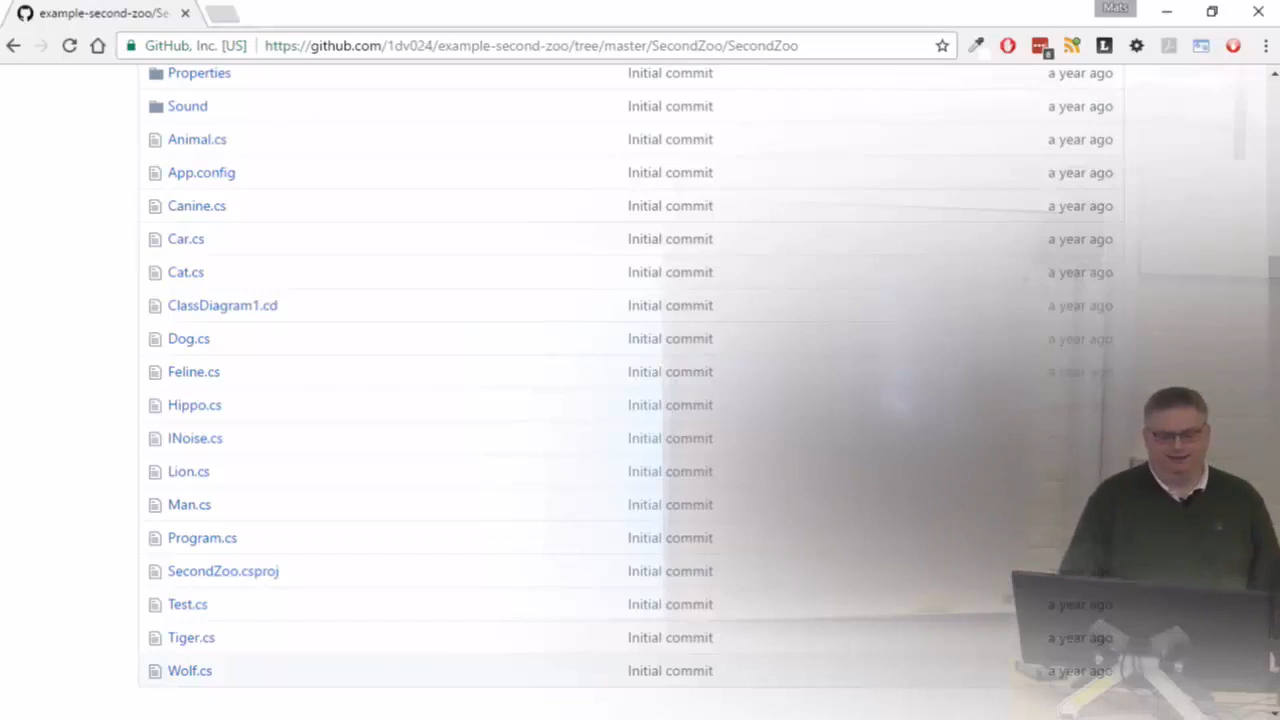 example-second-zoo/Se
Mats
GitHub, Inc. [US] https://github.com/1dv024/example-second-zoo/tree/master/SecondZoo/SecondZoo
Properties Initial commit a year ago
Sound Initial commit a year ago
Animal.cs Initial commit a year ago
App.config Initial commit a year ago
Canine.cs Initial commit a year ago
Car.cs Initial commit a year ago
Cat.cs Initial commit a year ago
ClassDiagram1.cd Initial commit a year ago
Dog.cs Initial commit a year ago
Feline.cs Initial commit a year ago
Hippo.cs Initial commit
INoise.cs Initial commit
Lion.cs Initial commit
Man.cs Initial commit
Program.cs Initial commit
SecondZoo.csproj Initial commit
Test.cs Initial commit a year ago
Tiger.cs Initial commit a year ago
Wolf.cs Initial commit a year ago